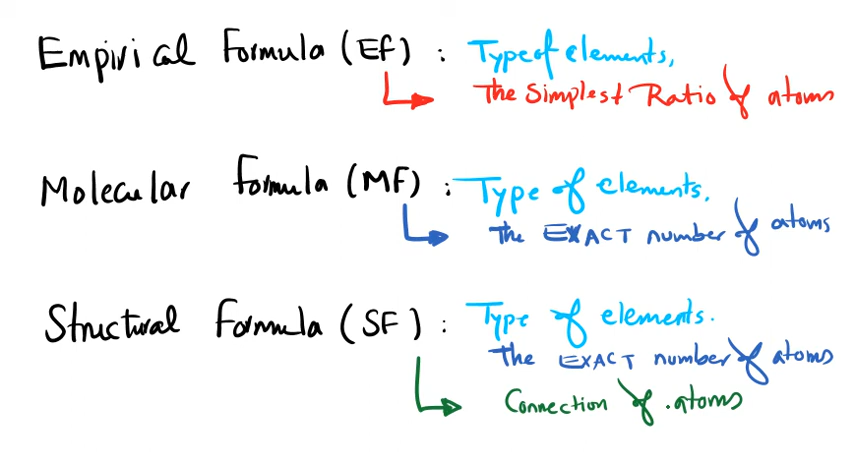 Empirical Formula (EF) : Type of elements,
The Simplest Ratio of atoms
Molecular Formula (MF) : Type of elements,
The EXACT number of atoms
Structural Formula (SF) : Type of elements.
The EXACT number of atoms
Connection of atoms